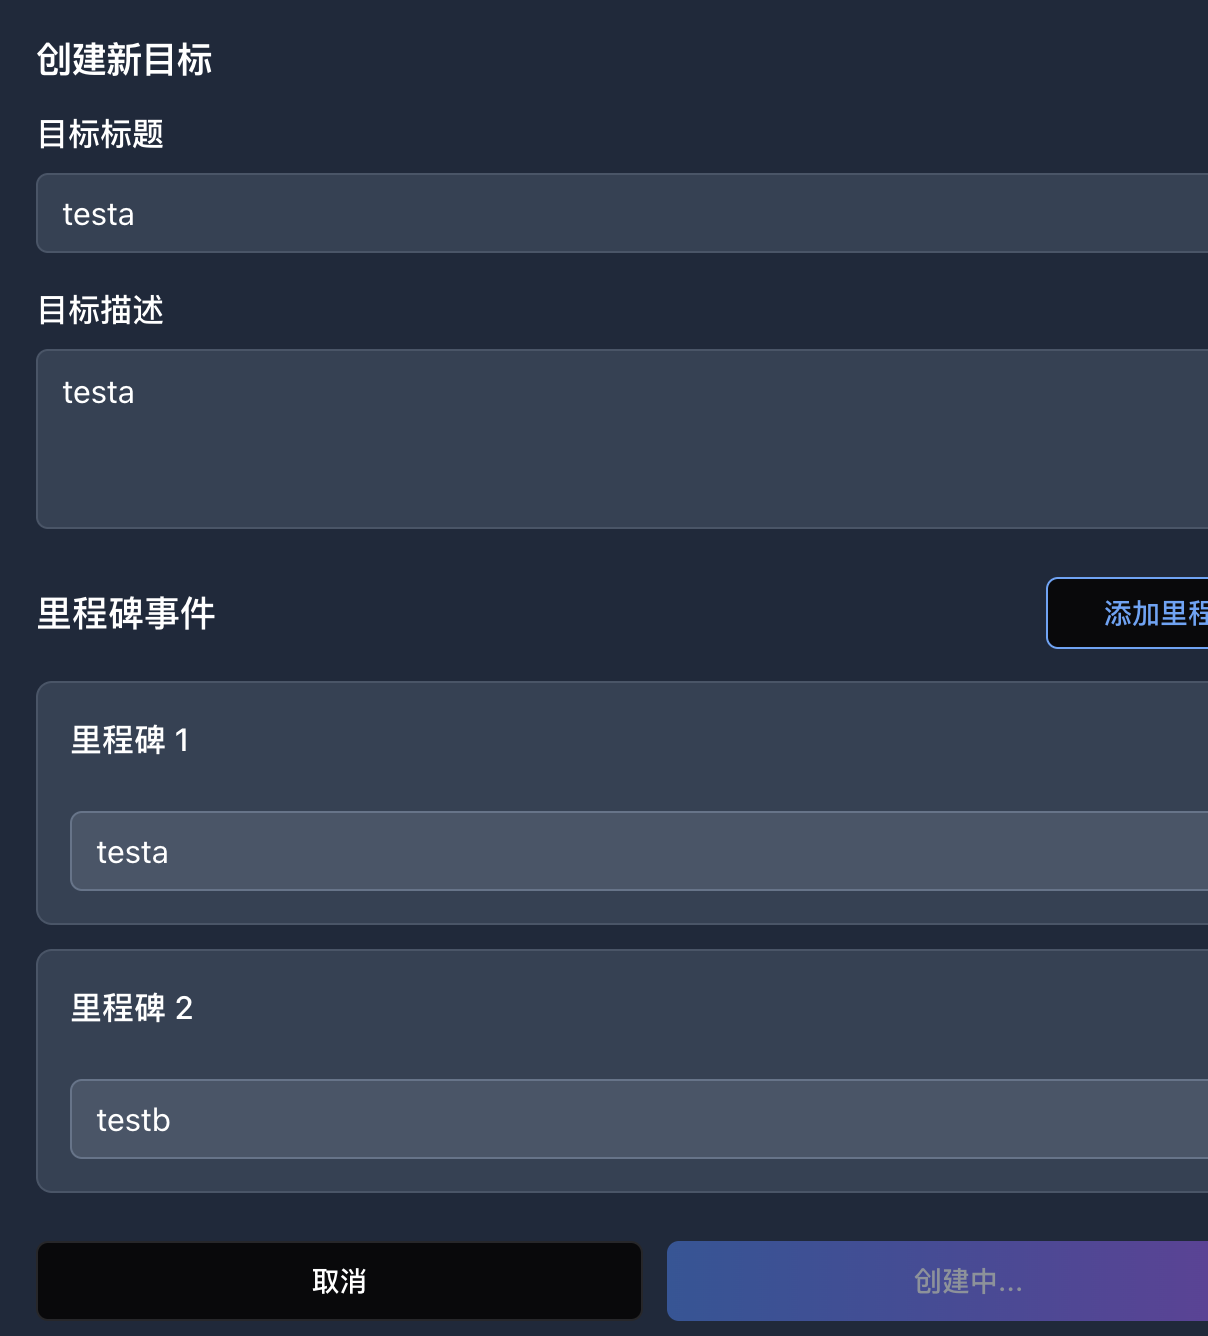 创建新目标
目标标题
testa
目标描述
testa
里程碑事件
添加里程
里程碑 1
testa
里程碑 2
testb
取消
创建中...